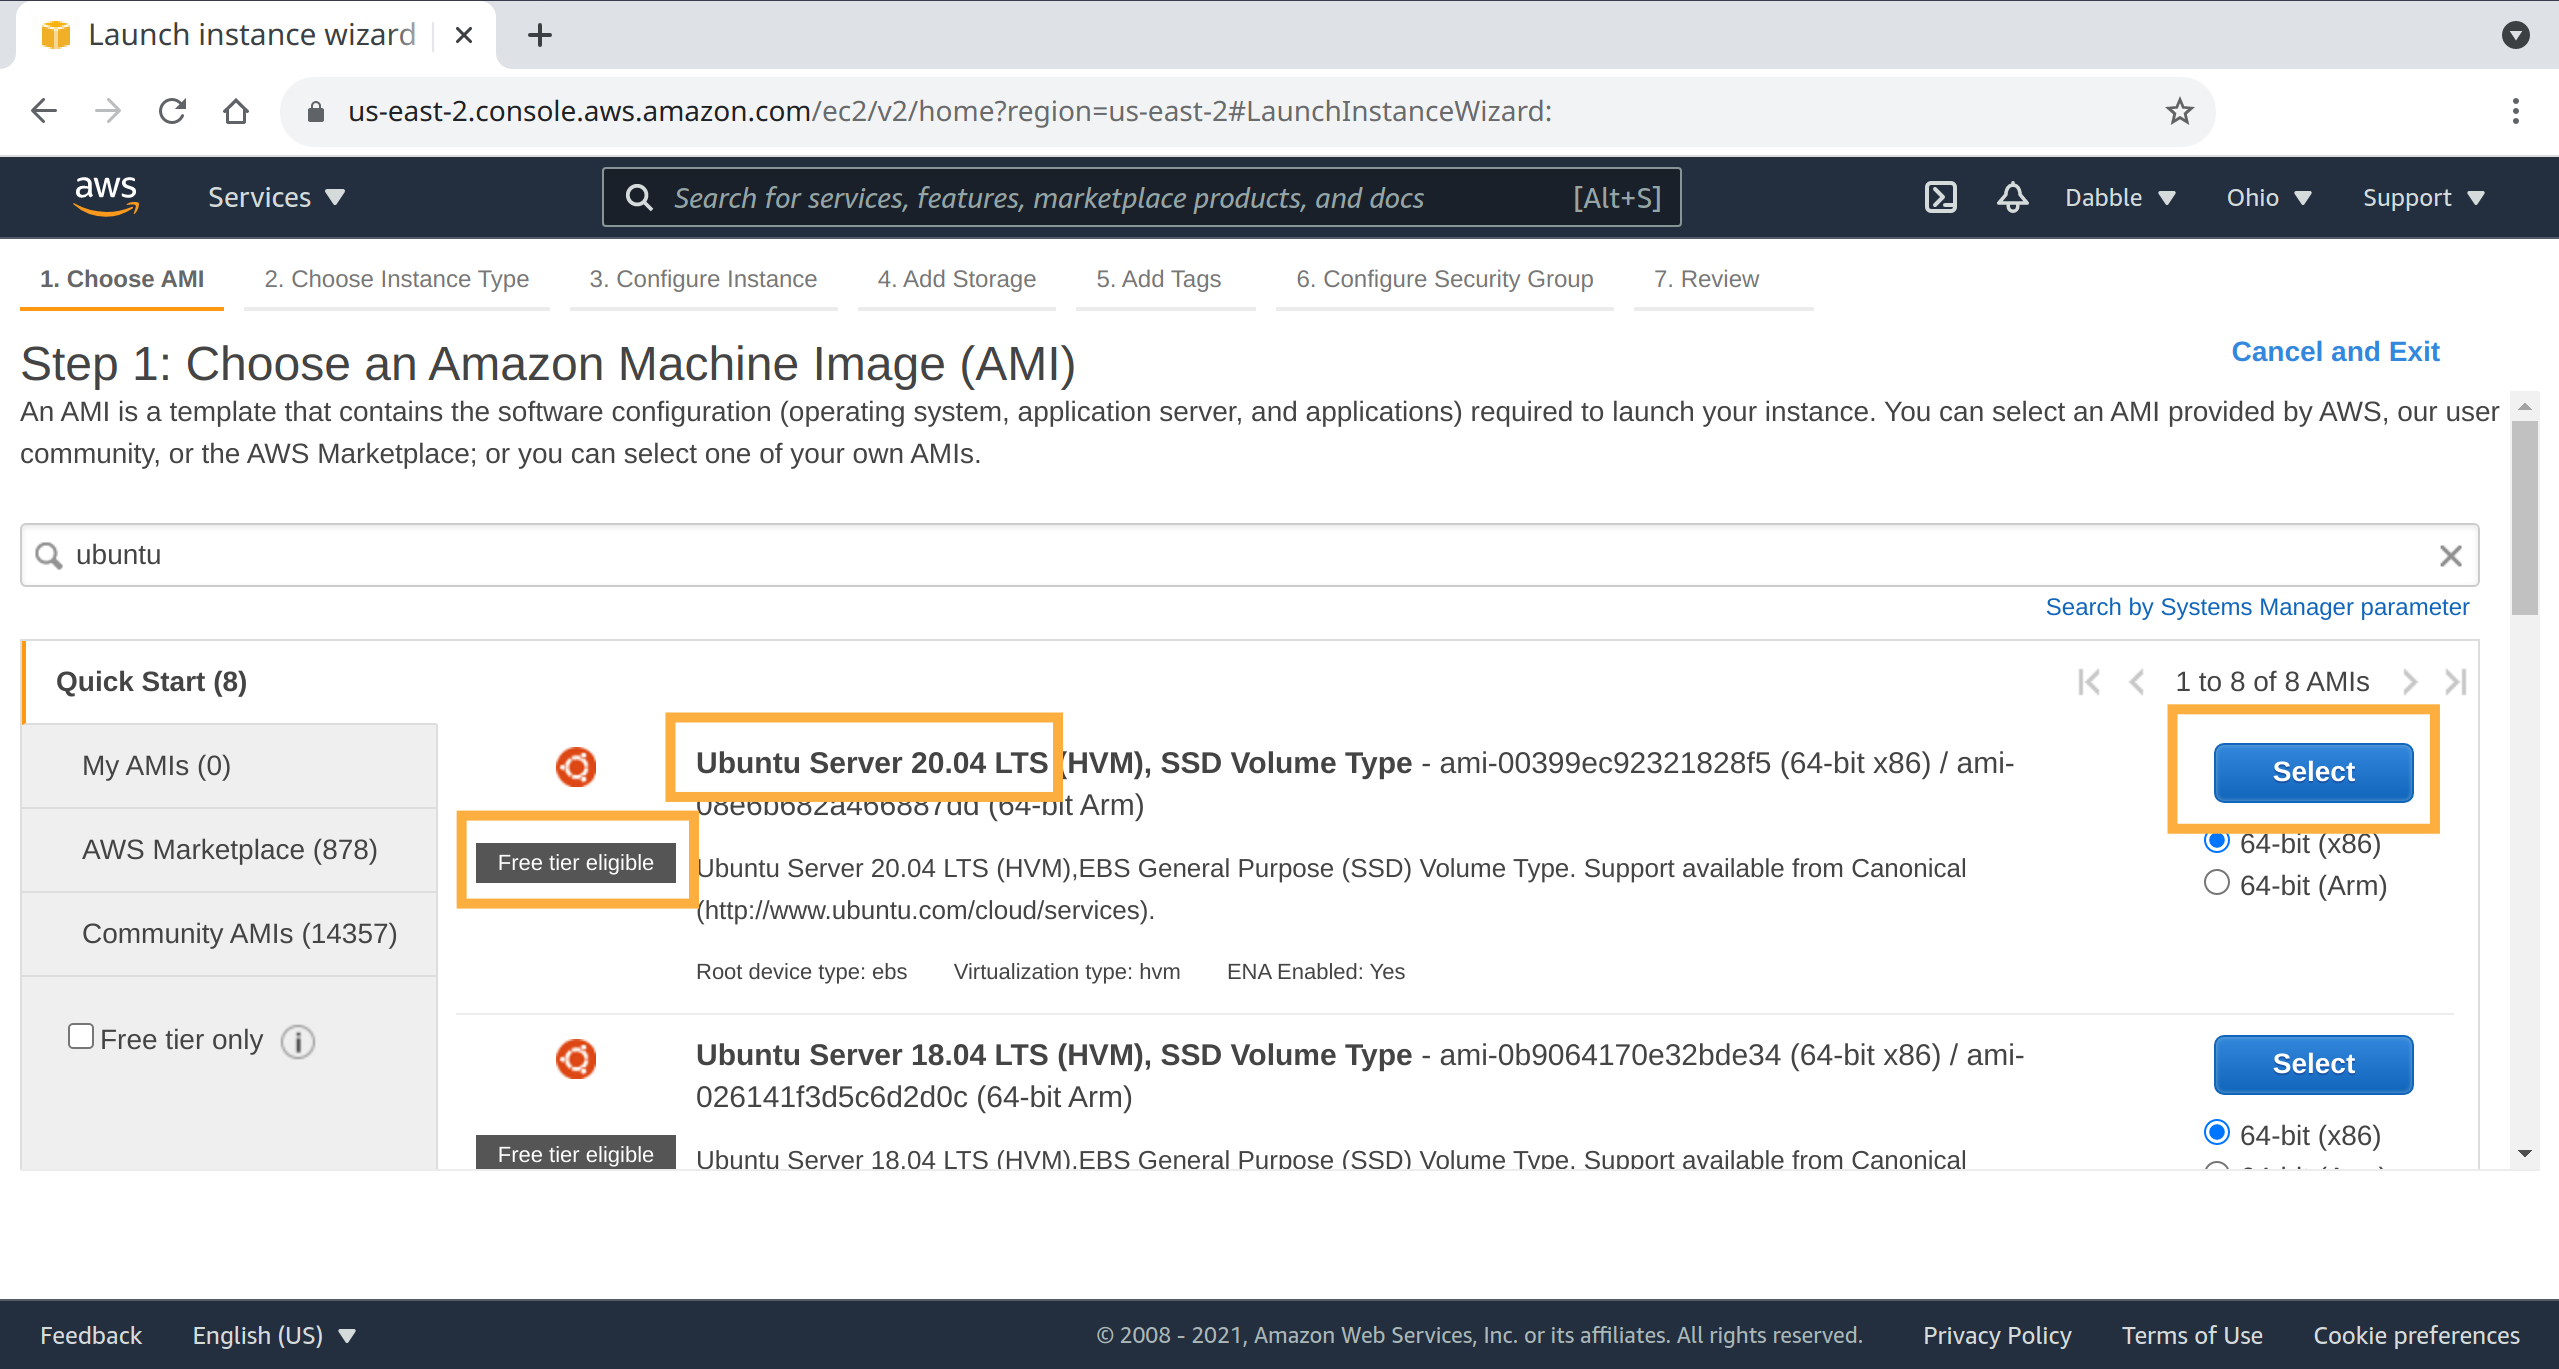 Launch instance wizard
us-east-2.console.aws.amazon.com/ec2/v2/home?region=us-east-2#LaunchInstanceWizard:
aws Services Search for services, features, marketplace products, and docs [Alt+S] Dabble Ohio Support
1. Choose AMI 2. Choose Instance Type 3. Configure Instance 4. Add Storage 5. Add Tags 6. Configure Security Group 7. Review
Step 1: Choose an Amazon Machine Image (AMI) Cancel and Exit
An AMI is a template that contains the software configuration (operating system, application server, and applications) required to launch your instance. You can select an AMI provided by AWS, our user
community, or the AWS Marketplace; or you can select one of your own AMIs.
ubuntu
Search by Systems Manager parameter
Quick Start (8) 1 to 8 of 8 AMIs
My AMIs (0)
AWS Marketplace (878)
Community AMIs (14357)
Free tier only
Ubuntu Server 20.04 LTS (HVM), SSD Volume Type - ami-00399ec92321828f5 (64-bit x86) / ami-
08e6b682a466887dd (64-bit Arm)
Select
Free tier eligible
64-bit (x86)
64-bit (Arm)
Ubuntu Server 20.04 LTS (HVM),EBS General Purpose (SSD) Volume Type. Support available from Canonical
(http://www.ubuntu.com/cloud/services).
Root device type: ebs Virtualization type: hvm ENA Enabled: Yes
Ubuntu Server 18.04 LTS (HVM), SSD Volume Type - ami-0b9064170e32bde34 (64-bit x86) / ami-
026141f3d5c6d2d0c (64-bit Arm)
Select
Free tier eligible
64-bit (x86)
Ubuntu Server 18.04 LTS (HVM),EBS General Purpose (SSD) Volume Type. Support available from Canonical
Feedback English (US) © 2008 - 2021, Amazon Web Services, Inc. or its affiliates. All rights reserved. Privacy Policy Terms of Use Cookie preferences